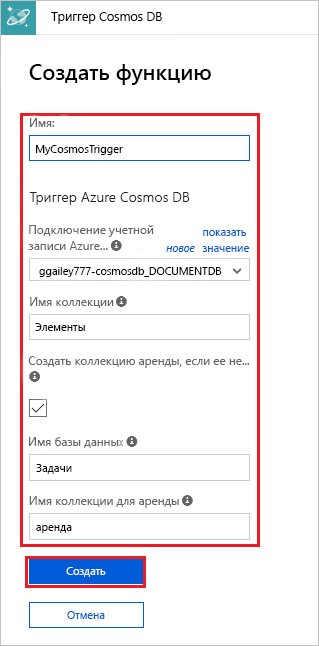 Триггер Cosmos DB
Создать функцию
Имя:
MyCosmosTrigger
Триггер Azure Cosmos DB
Подключение учетной показать
записи Azure... новое значение
ggailey777-cosmosdb_DOCUMENTDB
Имя коллекции
Элементы
Создать коллекцию аренды, если ее не...
Имя базы данных
Задачи
Имя коллекции для аренды
аренда
Создать
Отмена